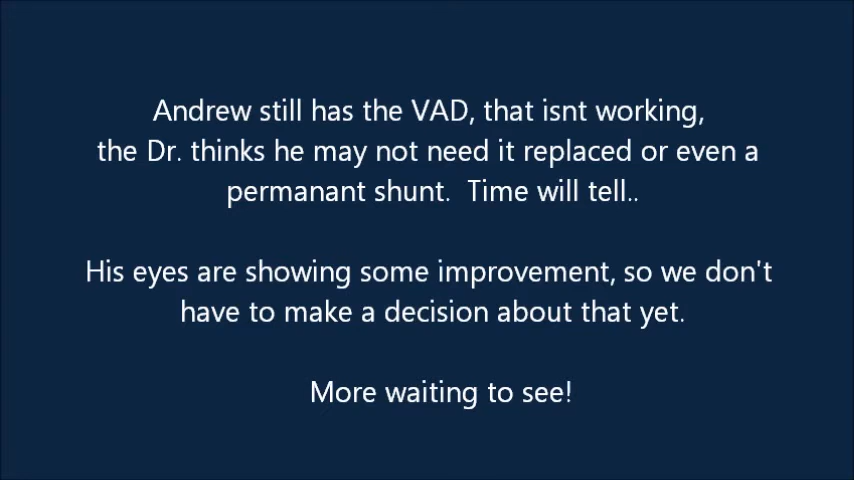 Andrew still has the VAD, that isnt working,
the Dr. thinks he may not need it replaced or even a
permanant shunt.  Time will tell..
His eyes are showing some improvement, so we don't
have to make a decision about that yet.
More waiting to see!